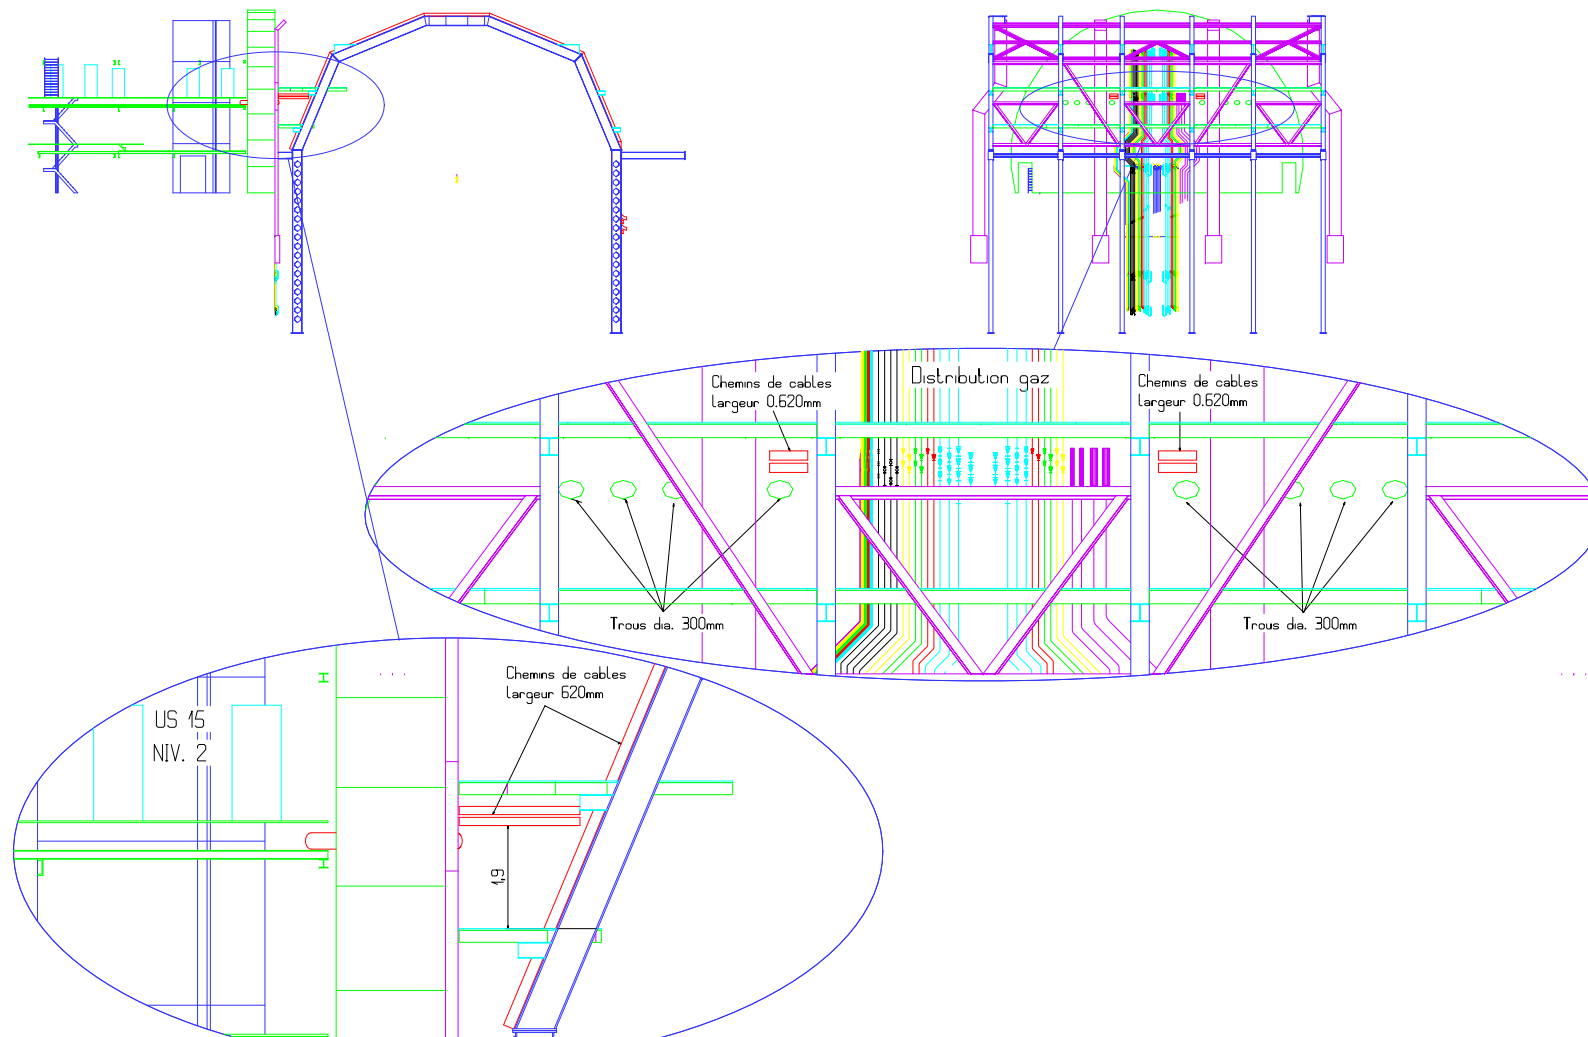 Chemins de cables
largeur 0.620mm
Distribution gaz
Chemins de cables
largeur 0.620mm
Trous dia. 300mm
Trous dia. 300mm
Chemins de cables
largeur 620mm
US 15
NIV. 2
1,9